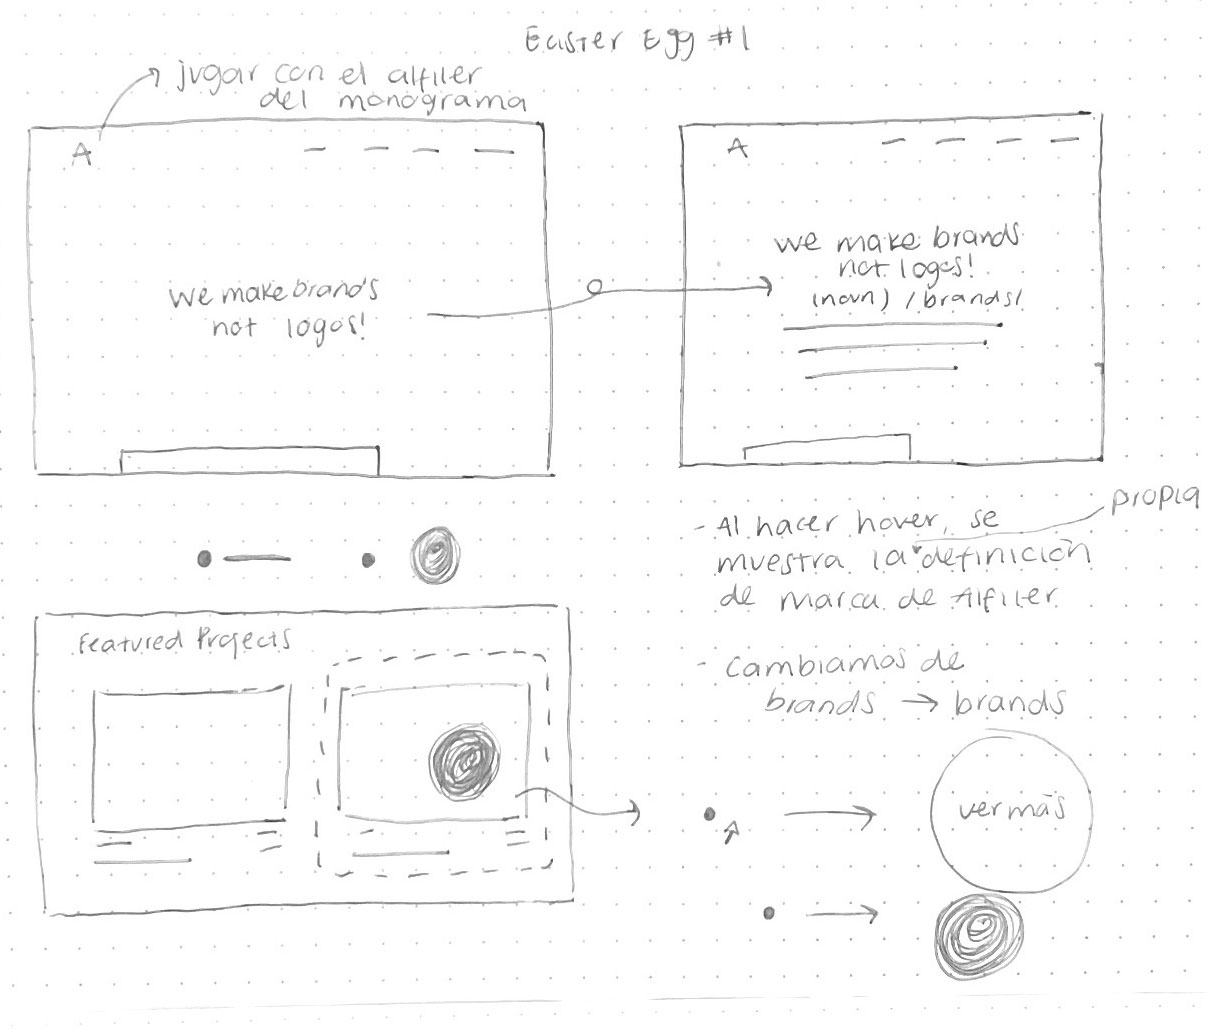 Easter Egg #1
jugar con el alfiler
del monograma
A
we make brands
not logos!
A
we make brands
not logos!
(noun) /brands/
- Al hacer hover, se
propia
muestra la definición
de marca de Alfiler
- Cambiamos de
brands → brands
Featured Projects
ver más